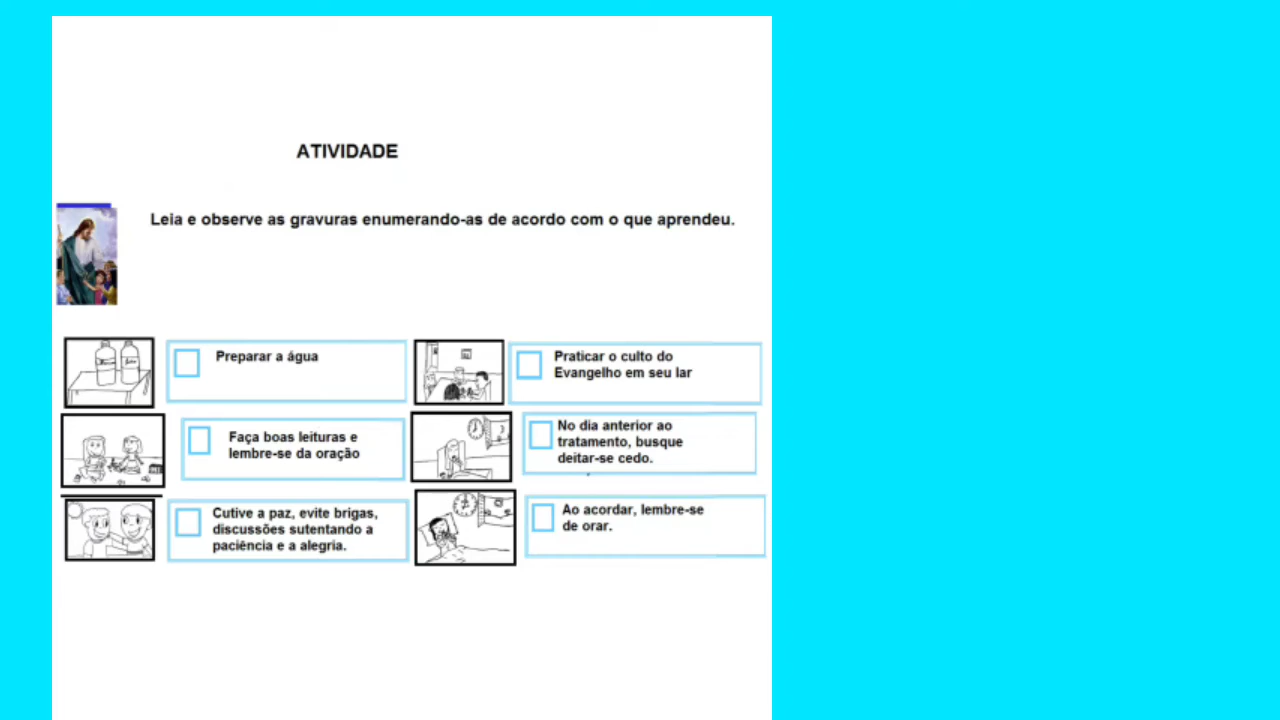 ATIVIDADE
Leia e observe as gravuras enumerando-as de acordo com o que aprendeu.
Preparar a água
Praticar o culto do
Evangelho em seu lar
Faça boas leituras e
lembre-se da oração
No dia anterior ao
tratamento, busque
deitar-se cedo.
Cutive a paz, evite brigas,
discussões sutentando a
paciência e a alegria.
Ao acordar, lembre-se
de orar.